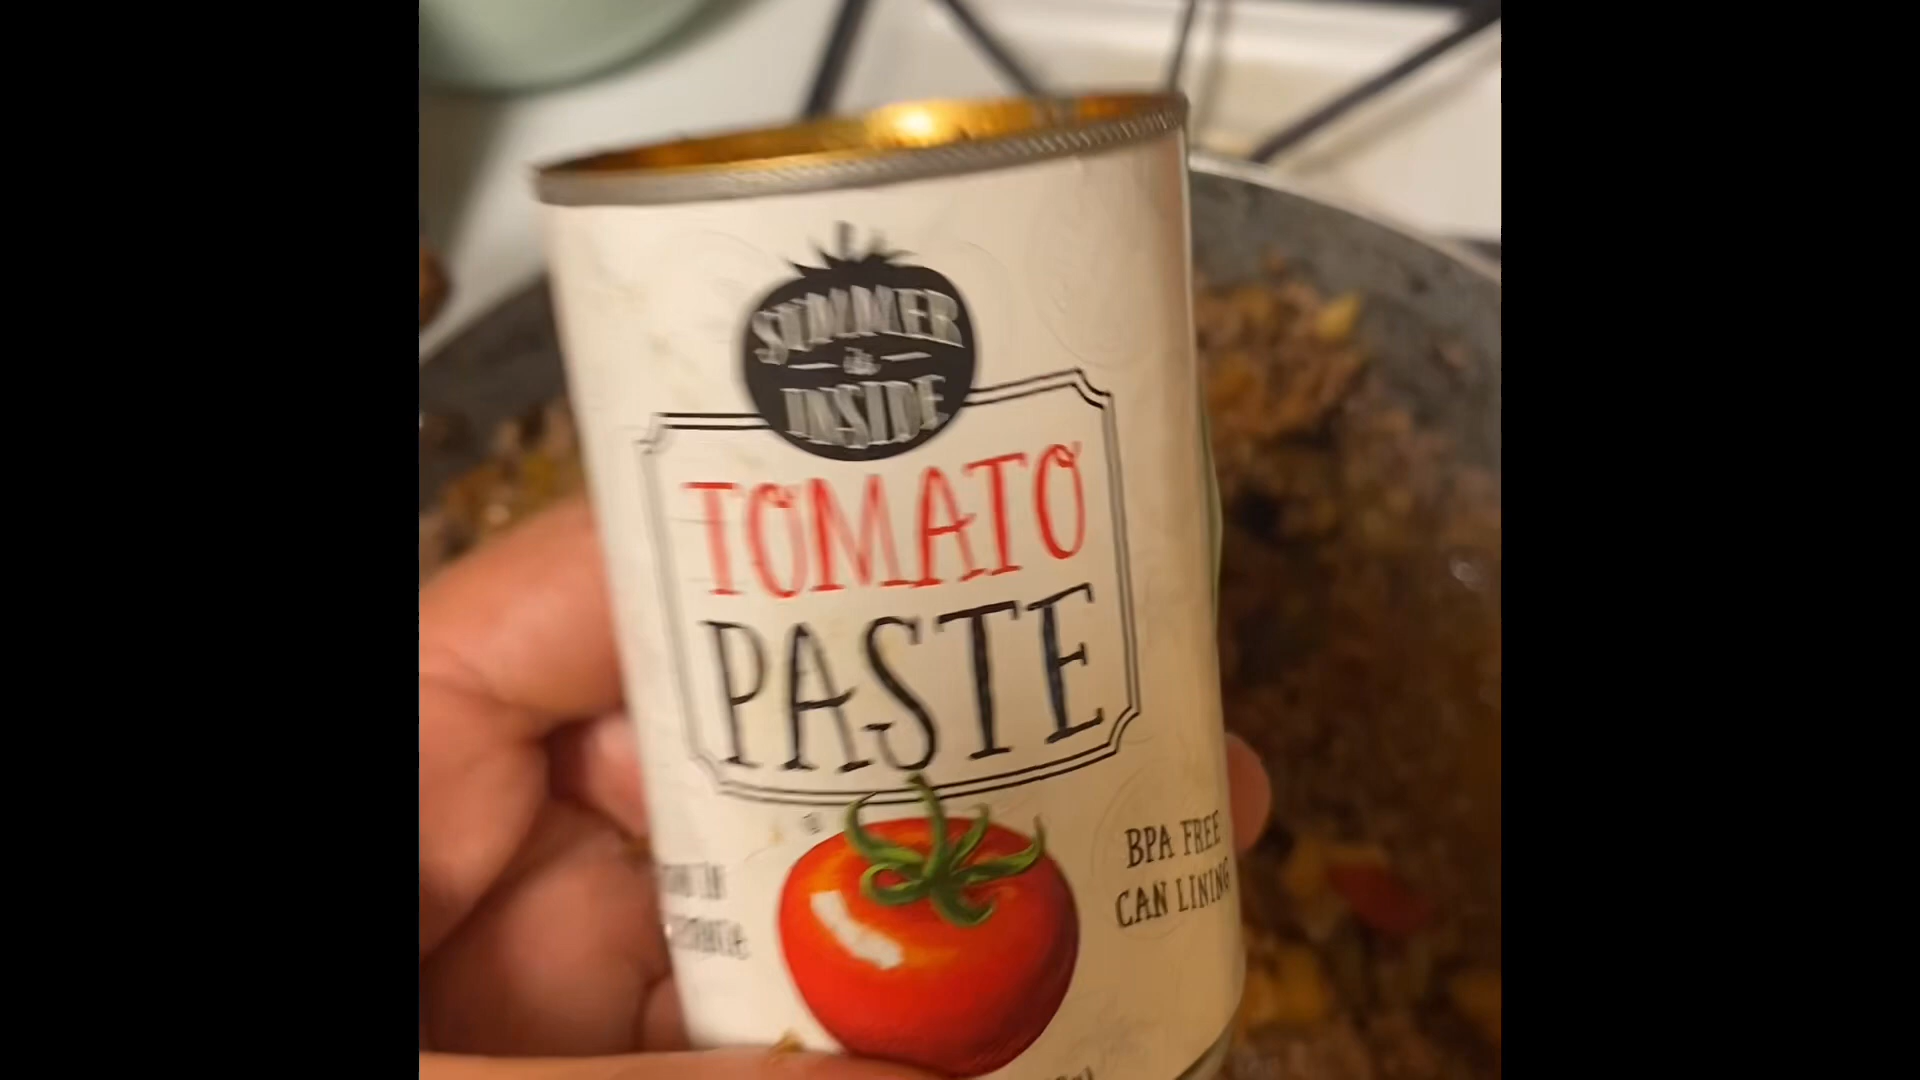 SUMMER
is
INSIDE
TOMATO
PASTE
BPA FREE
CAN LINING